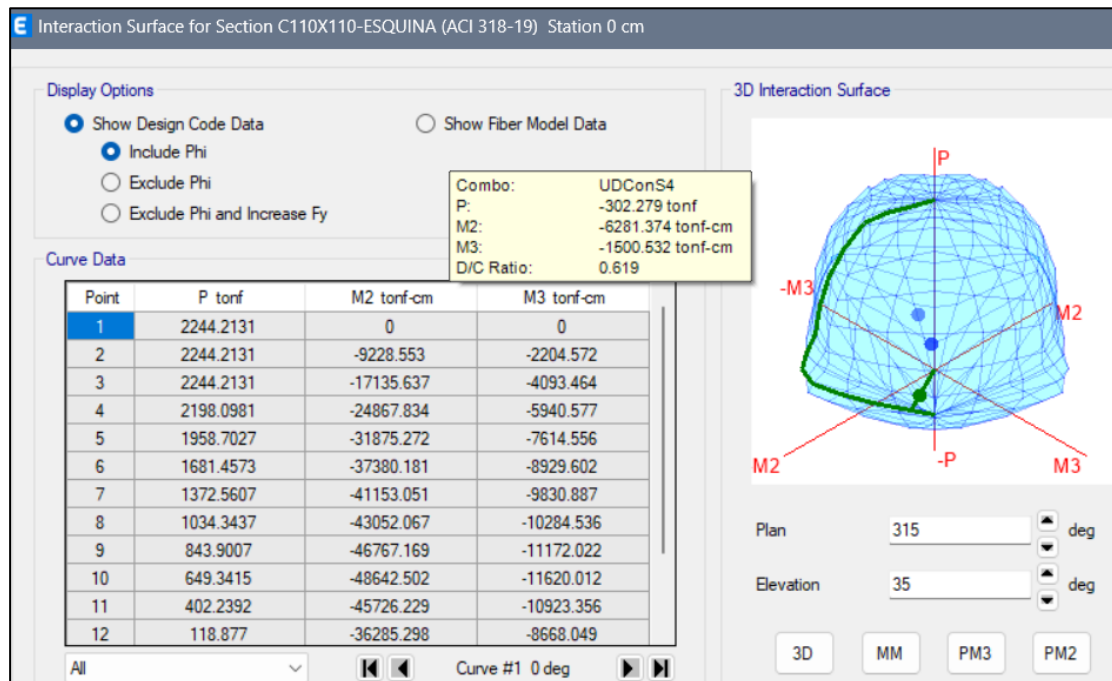 E Interaction Surface for Section C110X110-ESQUINA (ACI 318-19) Station 0 cm
Display Options
Show Design Code Data
Show Fiber Model Data
Include Phi
Exclude Phi
Exclude Phi and Increase Fy
Combo: UDConS4
P: -302.279 tonf
M2: -6281.374 tonf-cm
M3: -1500.532 tonf-cm
D/C Ratio: 0.619
Curve Data
Point P tonf M2 tonf-cm M3 tonf-cm
1 2244.2131 0 0
2 2244.2131 -9228.553 -2204.572
3 2244.2131 -17135.637 -4093.464
4 2198.0981 -24867.834 -5940.577
5 1958.7027 -31875.272 -7614.556
6 1681.4573 -37380.181 -8929.602
7 1372.5607 -41153.051 -9830.887
8 1034.3437 -43052.067 -10284.536
9 843.9007 -46767.169 -11172.022
10 649.3415 -48642.502 -11620.012
11 402.2392 -45726.229 -10923.356
12 118.877 -36285.298 -8668.049
All
Curve #1 0 deg
3D Interaction Surface
P
-M3
M2
M2
-P
M3
Plan 315 deg
Elevation 35 deg
3D MM PM3 PM2